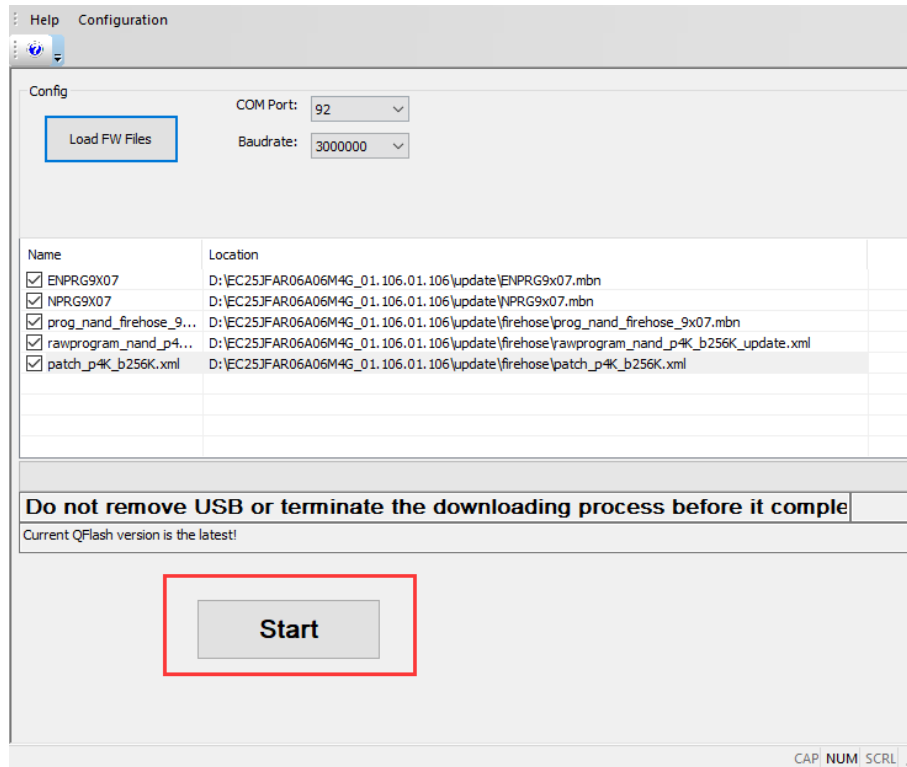 Help Configuration
Config
COM Port: 92
Load FW Files
Baudrate: 3000000
Name Location
ENPRG9X07 D:\EC25JFAR06A06M4G_01.106.01.106\update\ENPRG9x07.mbn
NPRG9X07 D:\EC25JFAR06A06M4G_01.106.01.106\update\NPRG9x07.mbn
prog_nand_firehose_9... D:\EC25JFAR06A06M4G_01.106.01.106\update\firehose\prog_nand_firehose_9x07.mbn
rawprogram_nand_p4... D:\EC25JFAR06A06M4G_01.106.01.106\update\firehose\rawprogram_nand_p4K_b256K_update.xml
patch_p4K_b256K.xml D:\EC25JFAR06A06M4G_01.106.01.106\update\firehose\patch_p4K_b256K.xml
Do not remove USB or terminate the downloading process before it comple
Current QFlash version is the latest!
Start
CAP NUM SCRL